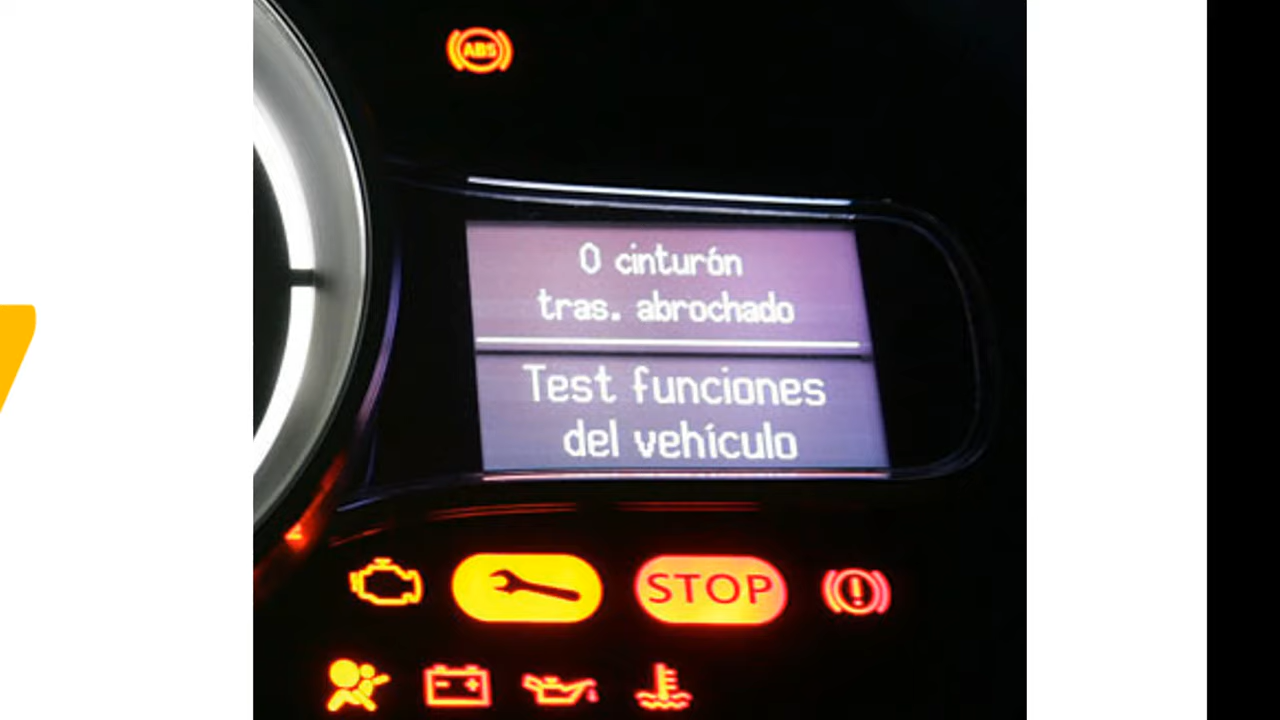 ABS
0 cinturón
tras. abrochado
Test funciones
del vehículo
STOP